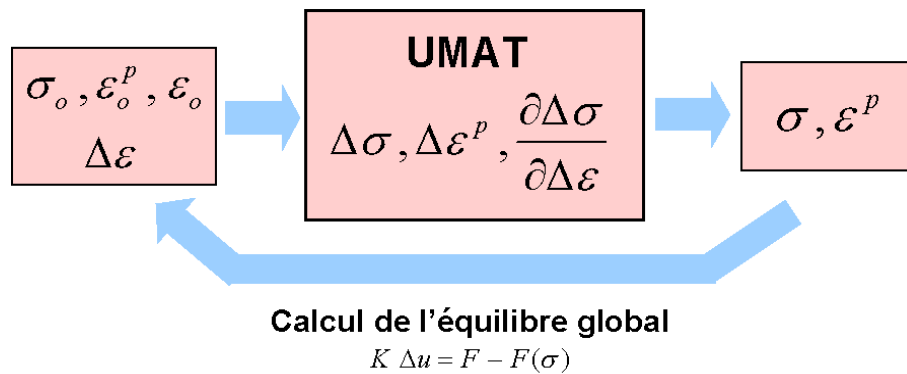 σ_o , ε_o^p , ε_o
Δε
UMAT
Δσ , Δε^p , ∂Δσ/∂Δε
σ , ε^p
Calcul de l’équilibre global
K Δu = F − F(σ)